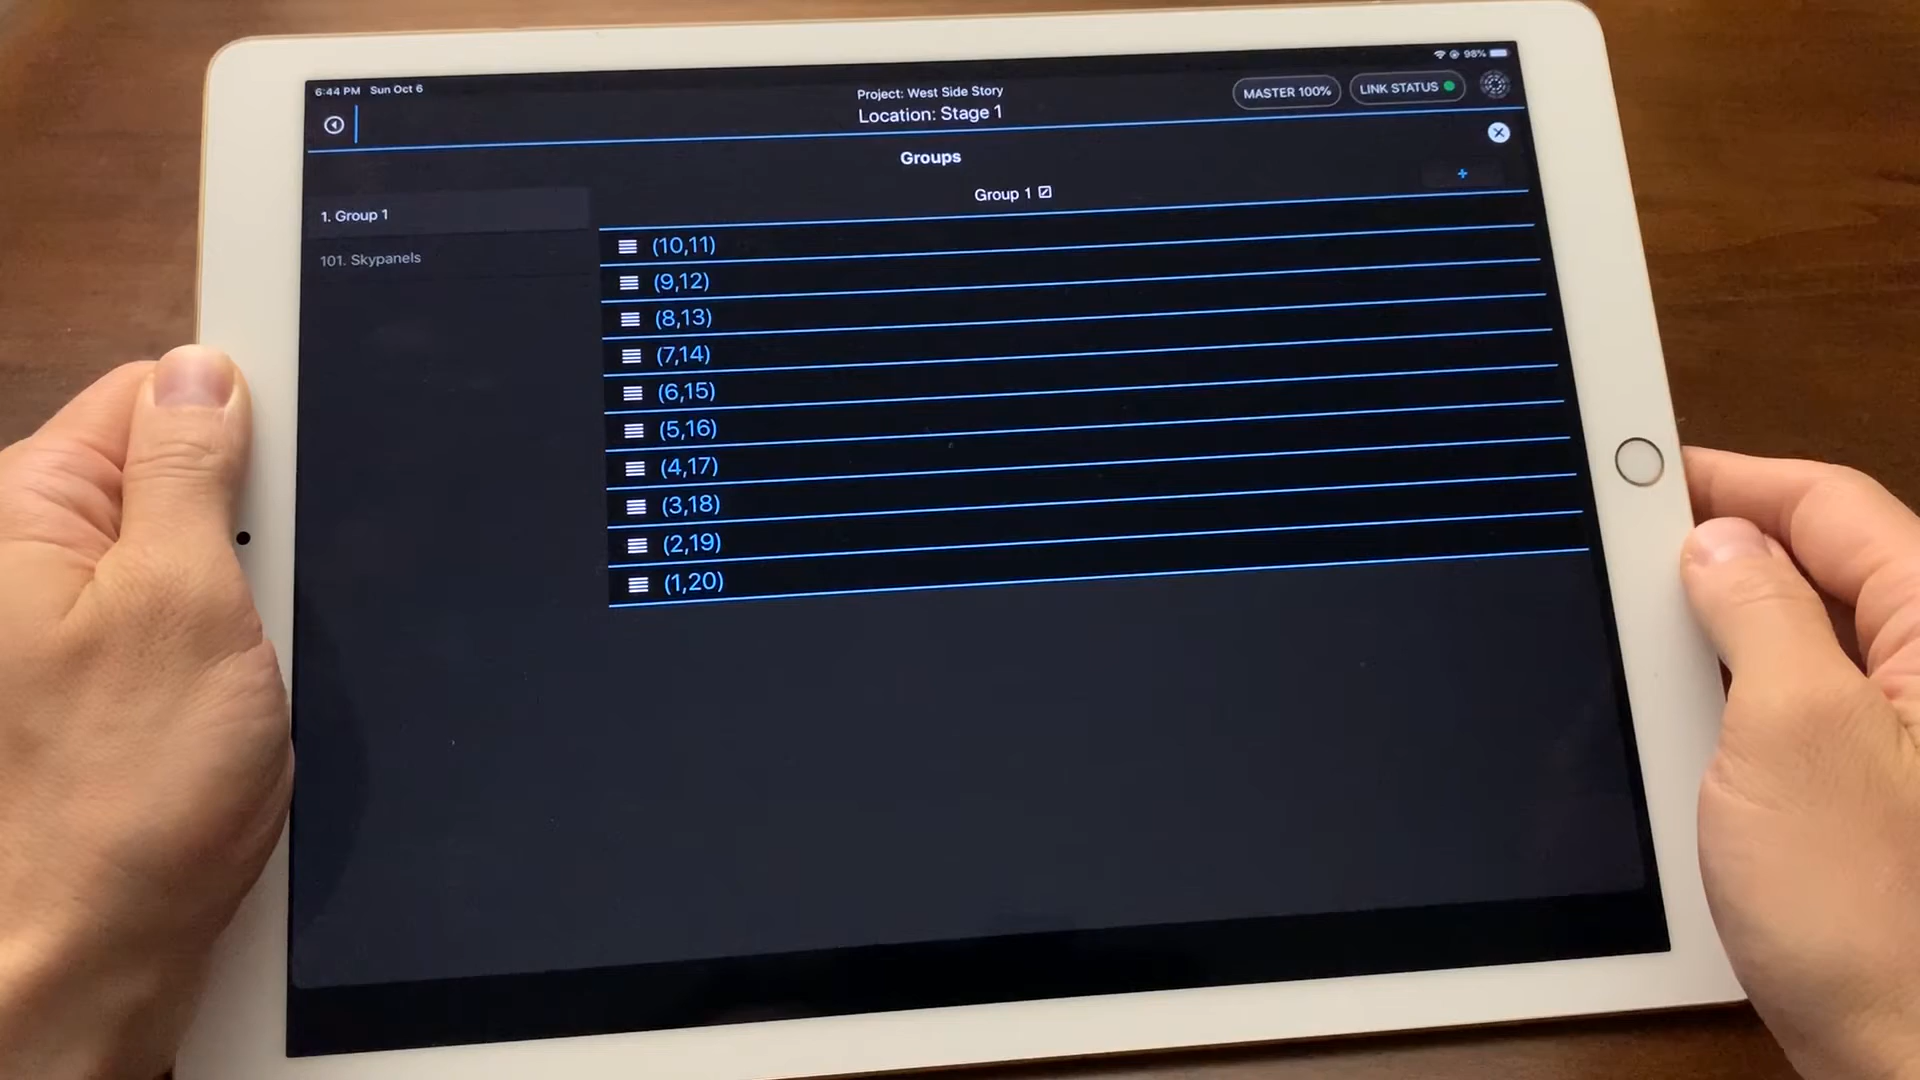 6:44 PM Sun Oct 6
98%
Project: West Side Story
Location: Stage 1
MASTER 100%
LINK STATUS
Groups
Group 1
+
1. Group 1
101. Skypanels
(10,11)
(9,12)
(8,13)
(7,14)
(6,15)
(5,16)
(4,17)
(3,18)
(2,19)
(1,20)